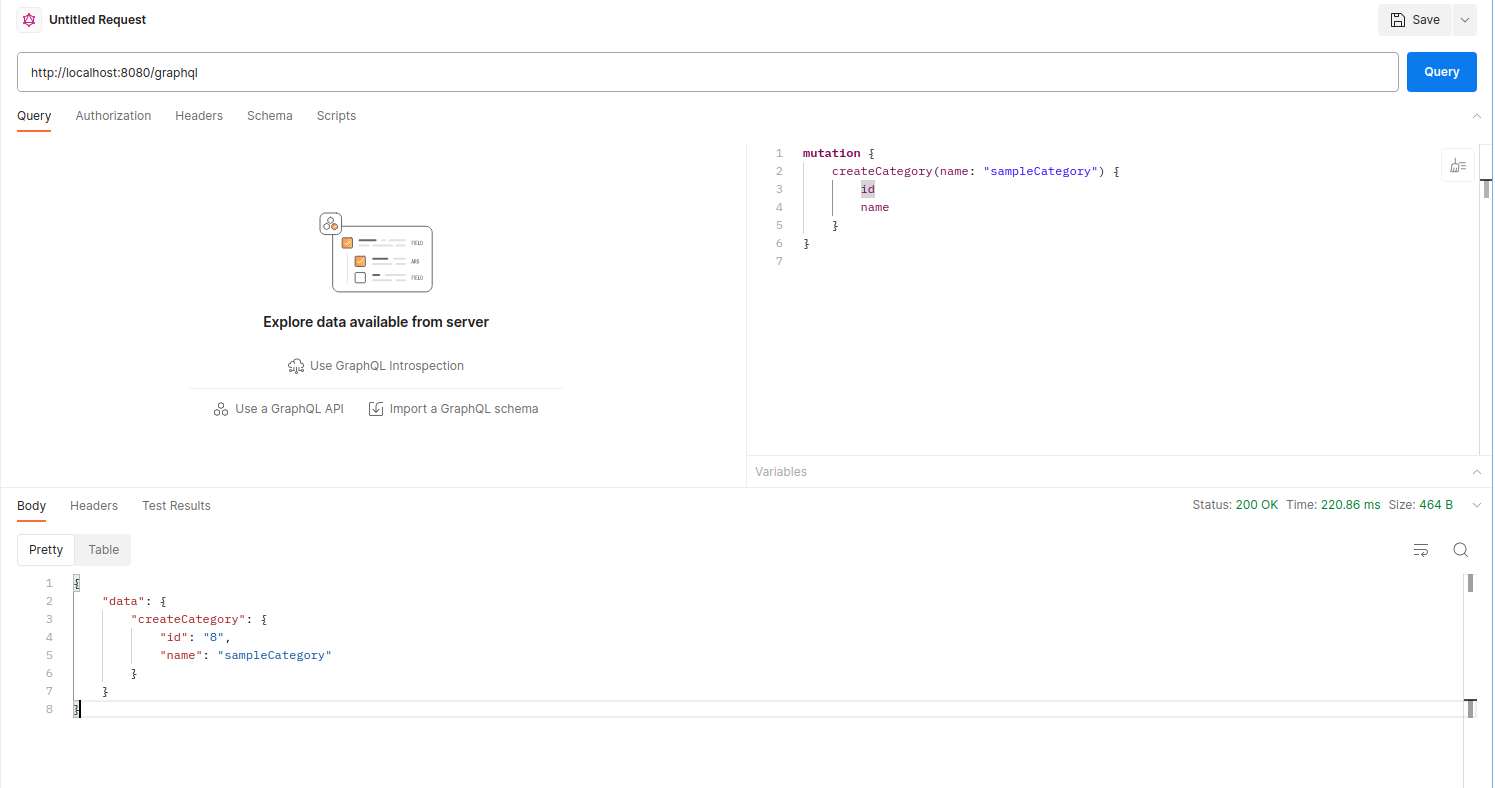 Untitled Request
Save
http://localhost:8080/graphql
Query
Query Authorization Headers Schema Scripts
1 mutation {
2 createCategory(name: "sampleCategory") {
3 id
4 name
5 }
6 }
7
FIELD
ARG
FIELD
Explore data available from server
Use GraphQL Introspection
Use a GraphQL API Import a GraphQL schema
Variables
Body Headers Test Results
Status: 200 OK Time: 220.86 ms Size: 464 B
Pretty Table
1 {
2 "data": {
3 "createCategory": {
4 "id": "8",
5 "name": "sampleCategory"
6 }
7 }
8 }